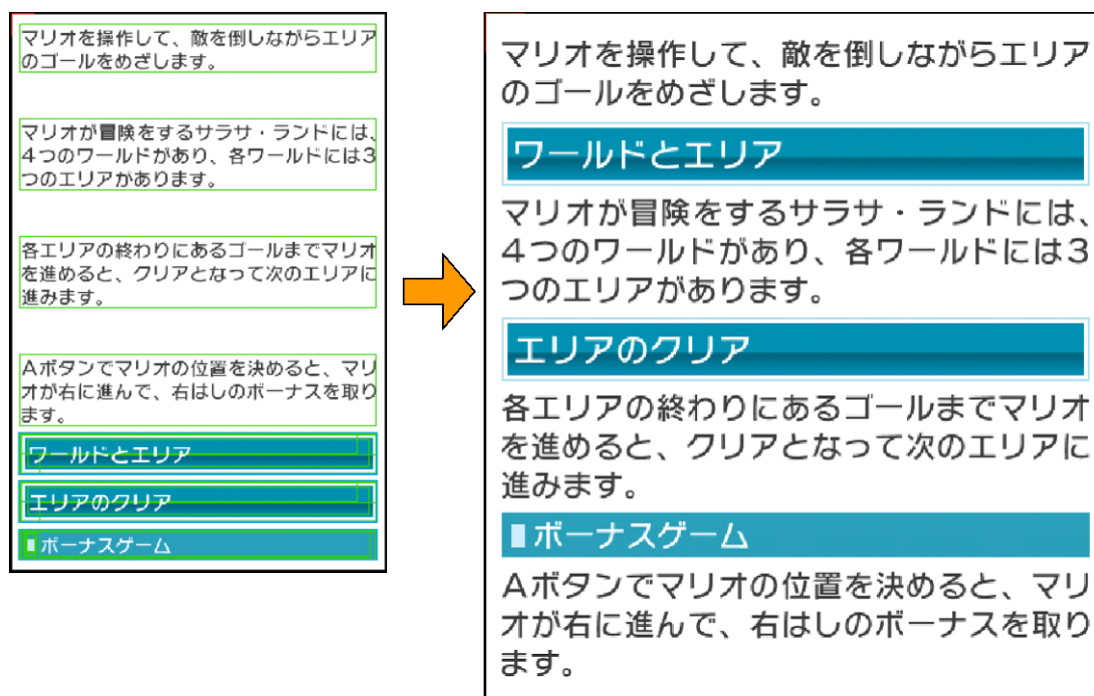 マリオを操作して、敵を倒しながらエリア
のゴールをめざします。
マリオが冒険をするサラサ・ランドには、
4つのワールドがあり、各ワールドには3
つのエリアがあります。
各エリアの終わりにあるゴールまでマリオ
を進めると、クリアとなって次のエリアに
進みます。
Aボタンでマリオの位置を決めると、マリ
オが右に進んで、右はしのボーナスを取り
ます。
ワールドとエリア
エリアのクリア
ボーナスゲーム
マリオを操作して、敵を倒しながらエリア
のゴールをめざします。
ワールドとエリア
マリオが冒険をするサラサ・ランドには、
4つのワールドがあり、各ワールドには3
つのエリアがあります。
エリアのクリア
各エリアの終わりにあるゴールまでマリオ
を進めると、クリアとなって次のエリアに
進みます。
ボーナスゲーム
Aボタンでマリオの位置を決めると、マリ
オが右に進んで、右はしのボーナスを取り
ます。